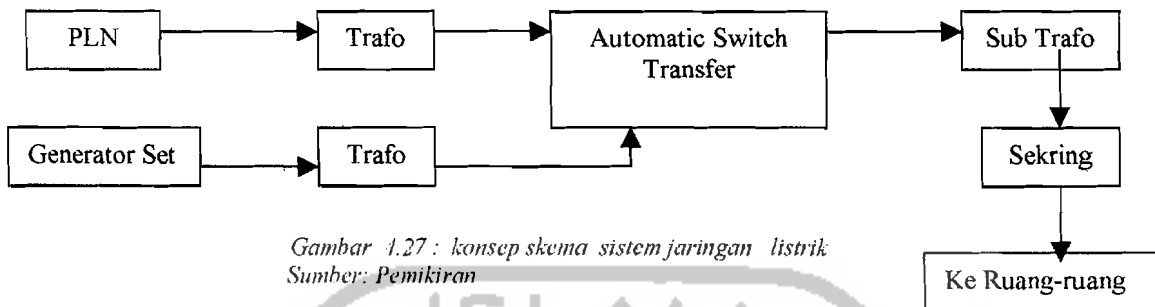 PLN
Trafo
Automatic Switch
Transfer
Sub Trafo
Generator Set
Trafo
Sekring
Gambar 4.27 : konsep skema sistem jaringan listrik
Sumber: Pemikiran
Ke Ruang-ruang